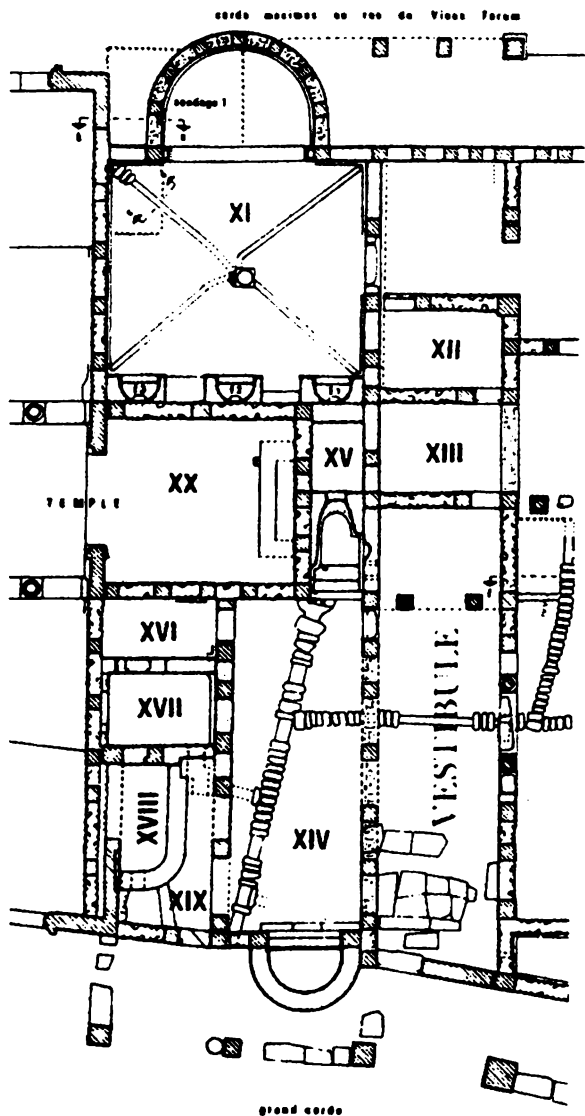 cardo maximus ou rue du Vieux Forum
sondage 1
XI
XII
XV
XIII
XX
TEMPLE
XVI
XVII
VESTIBULE
XVIII
XIV
XIX
grand cardo